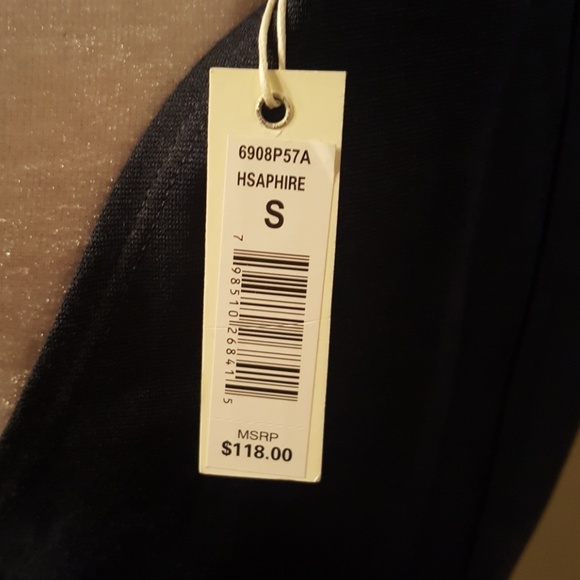 6908P57A
HSAPHIRE
S
7 98510 26841 5
MSRP
$118.00